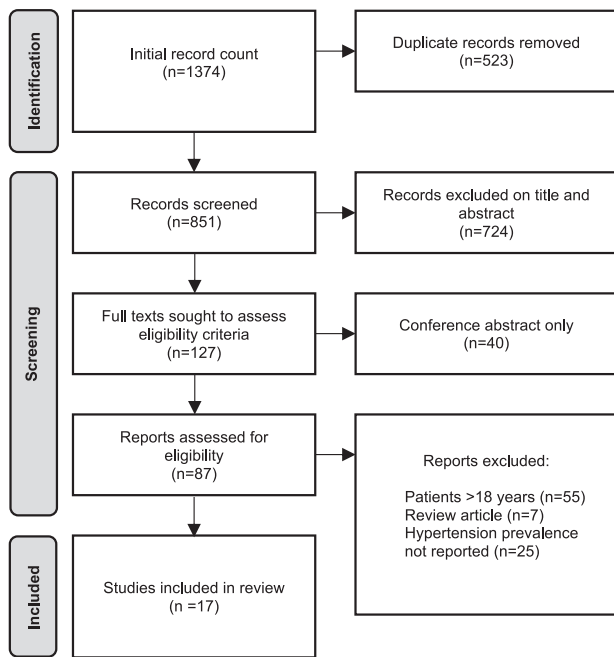 Identification
Initial record count
(n=1374)
Duplicate records removed
(n=523)
Screening
Records screened
(n=851)
Records excluded on title and
abstract
(n=724)
Full texts sought to assess
eligibility criteria
(n=127)
Conference abstract only
(n=40)
Reports assessed for
eligibility
(n=87)
Reports excluded:
Patients >18 years (n=55)
Review article (n=7)
Hypertension prevalence
not reported (n=25)
Included
Studies included in review
(n =17)